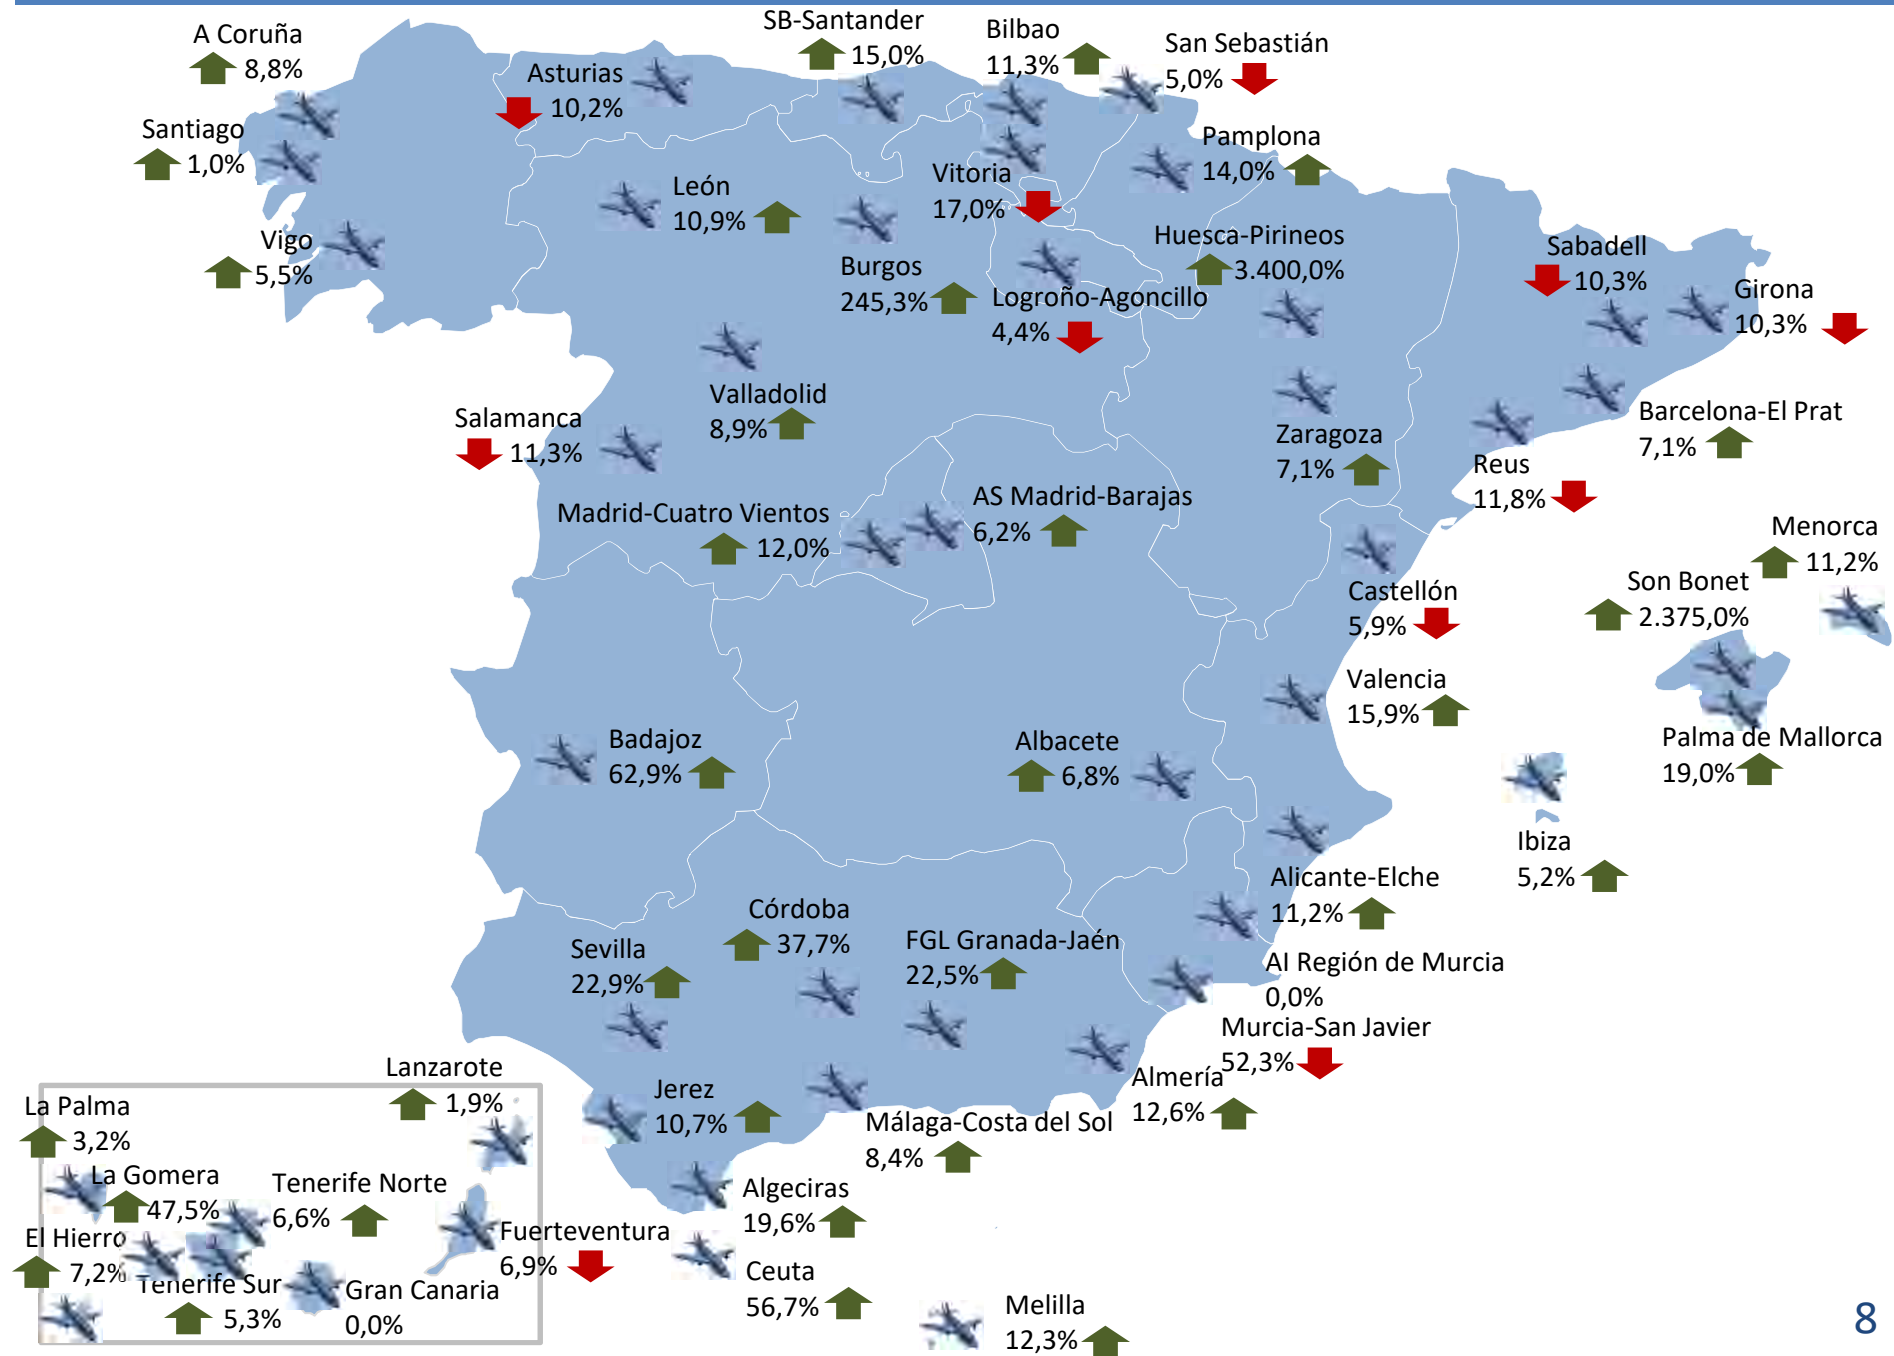 A Coruña
8,8%
SB-Santander
15,0%
Bilbao
11,3%
San Sebastián
5,0%
Asturias
10,2%
Santiago
1,0%
Pamplona
14,0%
León
10,9%
Vitoria
17,0%
Vigo
5,5%
Huesca-Pirineos
3.400,0%
Sabadell
10,3%
Burgos
245,3%
Logroño-Agoncillo
4,4%
Girona
10,3%
Valladolid
8,9%
Salamanca
11,3%
Barcelona-El Prat
7,1%
Zaragoza
7,1%
Reus
11,8%
AS Madrid-Barajas
6,2%
Madrid-Cuatro Vientos
12,0%
Menorca
11,2%
Son Bonet
2.375,0%
Castellón
5,9%
Valencia
15,9%
Palma de Mallorca
19,0%
Badajoz
62,9%
Albacete
6,8%
Ibiza
5,2%
Alicante-Elche
11,2%
Córdoba
37,7%
FGL Granada-Jaén
22,5%
Sevilla
22,9%
AI Región de Murcia
0,0%
Murcia-San Javier
52,3%
Almería
12,6%
Lanzarote
1,9%
Jerez
10,7%
La Palma
3,2%
Málaga-Costa del Sol
8,4%
La Gomera
47,5%
Tenerife Norte
6,6%
Algeciras
19,6%
Fuerteventura
6,9%
El Hierro
7,2%
Tenerife Sur
5,3%
Gran Canaria
0,0%
Ceuta
56,7%
Melilla
12,3%
8